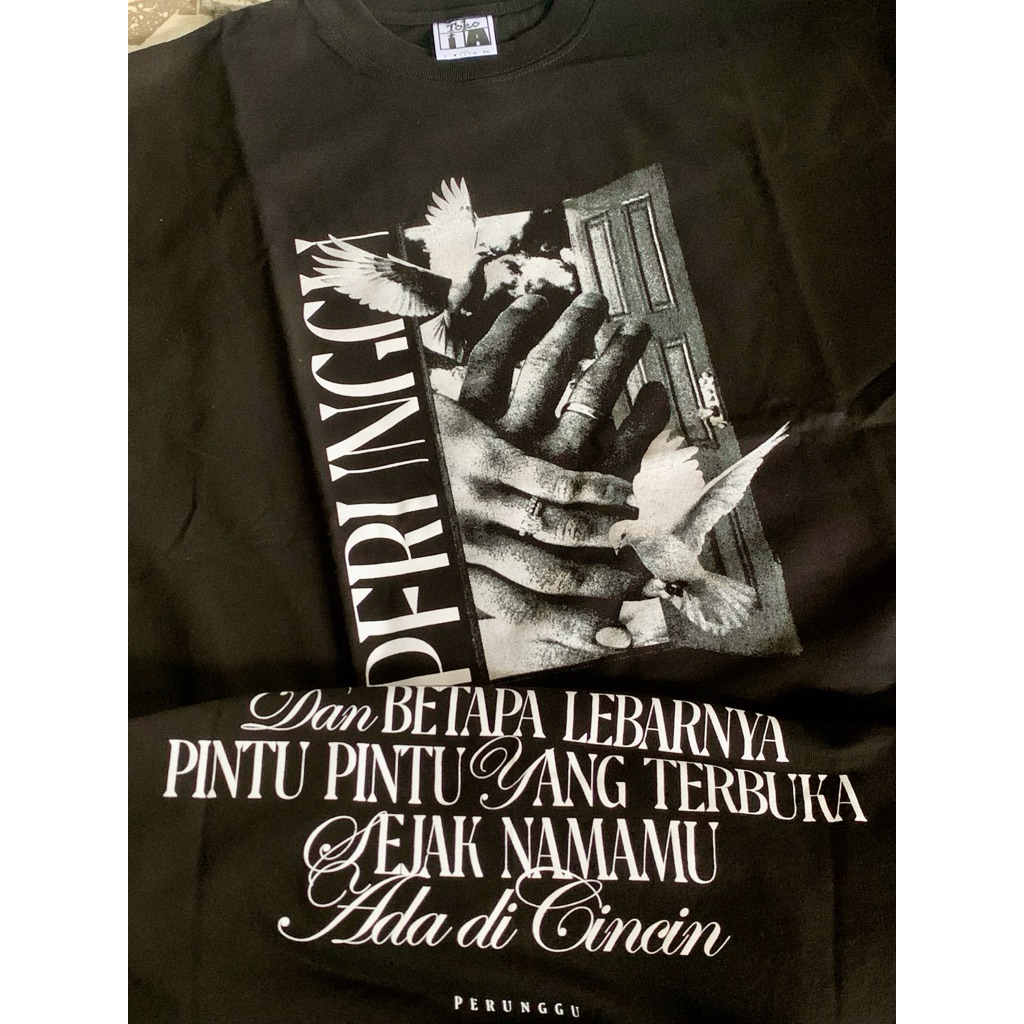 PERUNGGU
Dan BETAPA LEBARNYA
PINTU PINTU YANG TERBUKA
SEJAK NAMAMU
Ada di Cincin
PERUNGGU